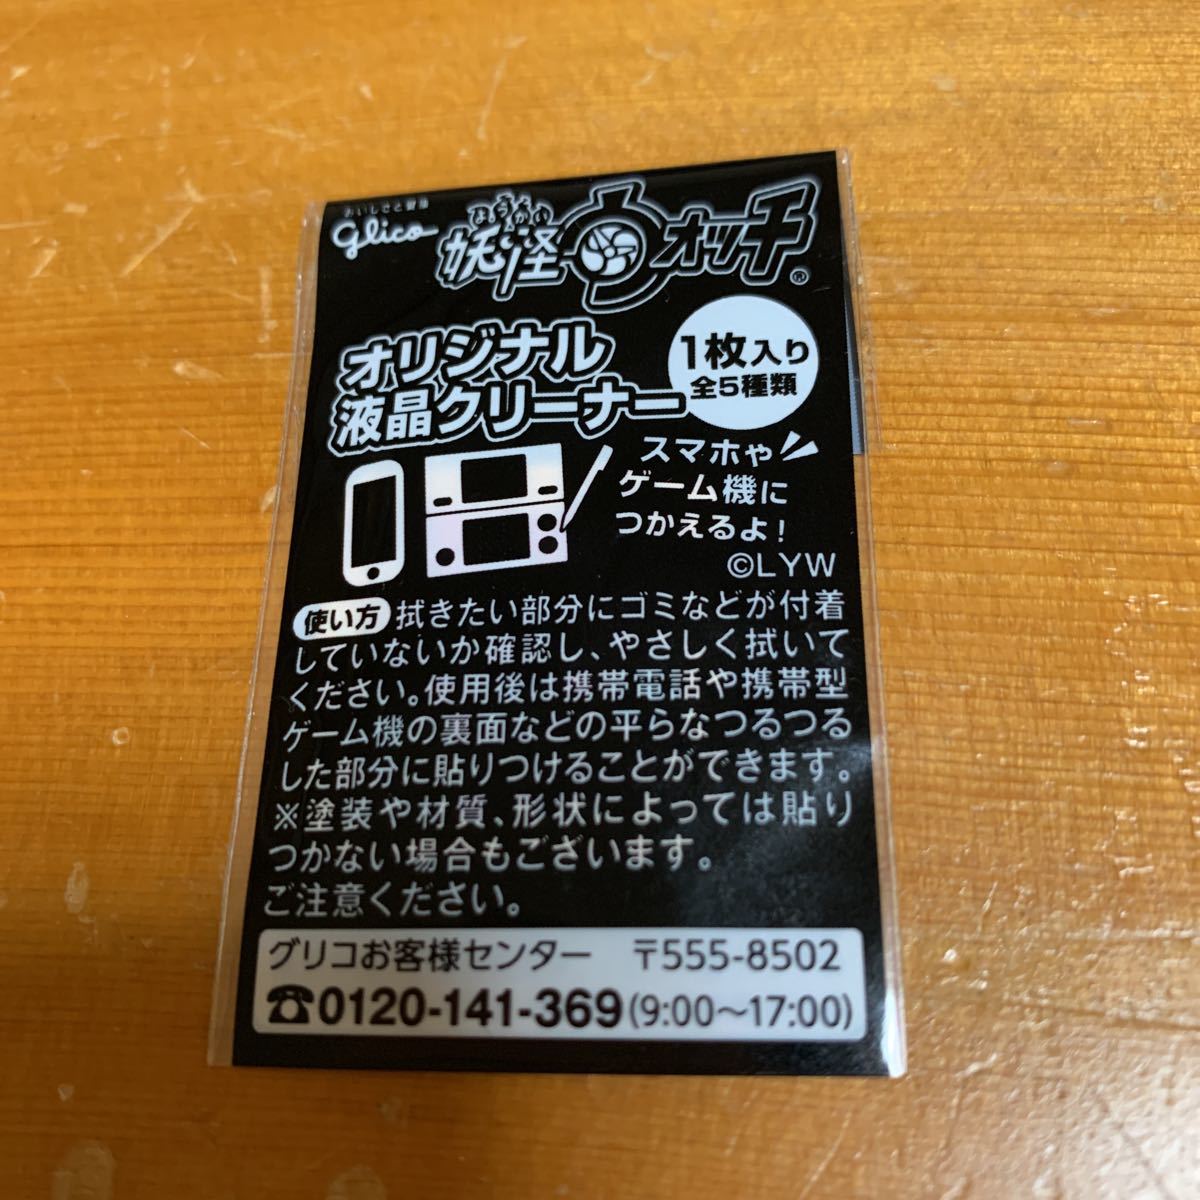 おいしさと健康
glico
ようかい
妖怪ウォッチ®
オリジナル
液晶クリーナー
1枚入り
全5種類
スマホや
ゲーム機に
つかえるよ!
©LYW
使い方 拭きたい部分にゴミなどが付着
していないか確認し、やさしく拭いて
ください。使用後は携帯電話や携帯型
ゲーム機の裏面などの平らなつるつる
した部分に貼りつけることができます。
※塗装や材質、形状によっては貼り
つかない場合もございます。
ご注意ください。
グリコお客様センター 〒555-8502
☎0120-141-369(9:00〜17:00)